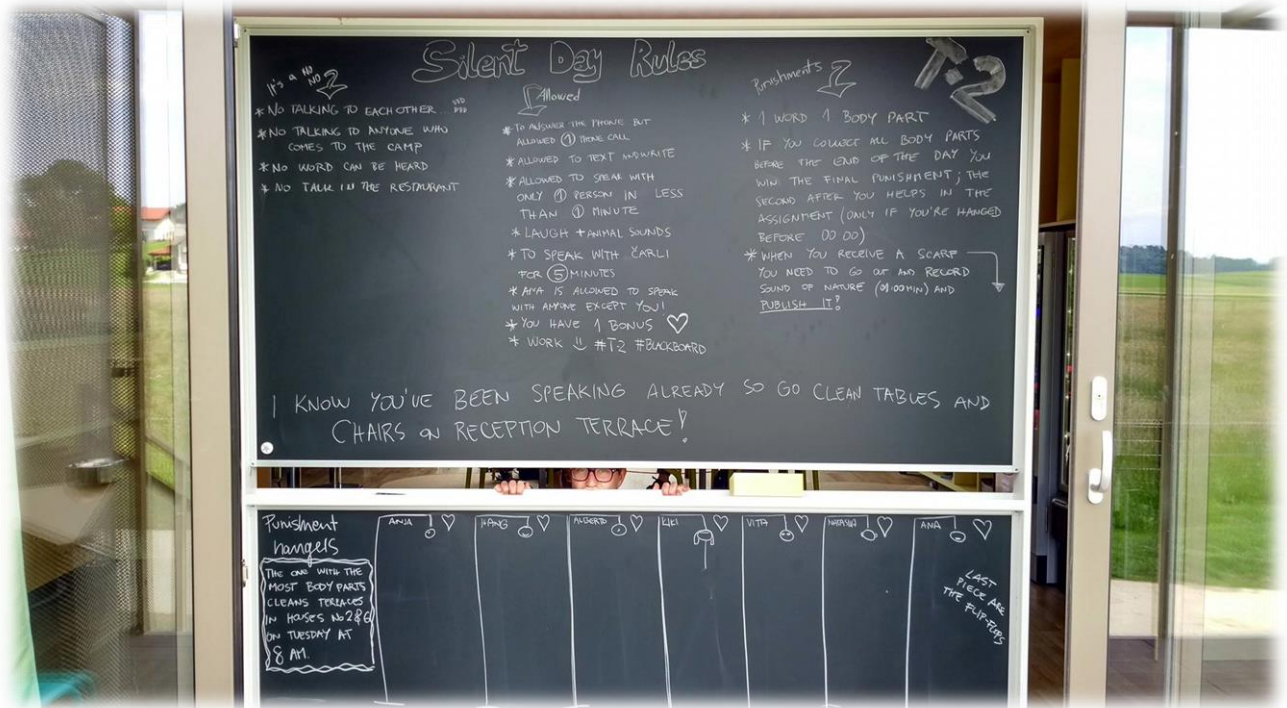 Silent Day Rules
T-2
It's a NO NO
* NO TALKING TO EACH OTHER...
* NO TALKING TO ANYONE WHO
COMES TO THE CAMP
* NO WORD CAN BE HEARD
* NO TALK IN THE RESTAURANT
Allowed
* TO ANSWER THE PHONE BUT
ALLOWED 1 PHONE CALL
* ALLOWED TO TEXT AND WRITE
* ALLOWED TO SPEAK WITH
ONLY 1 PERSON IN LESS
THAN 1 MINUTE
* LAUGH + ANIMAL SOUNDS
* TO SPEAK WITH ČARLI
FOR 5 MINUTES
* ANA IS ALLOWED TO SPEAK
WITH ANYONE EXCEPT YOU!
* YOU HAVE 1 BONUS ♡
* WORK #T-2 #BLACKBOARD
Punishments
* 1 WORD 1 BODY PART
* IF YOU COLLECT ALL BODY PARTS
BEFORE THE END OF THE DAY YOU
WIN THE FINAL PUNISHMENT; THE
SECOND AFTER YOU HELPS IN THE
ASSIGNMENT (ONLY IF YOU'RE HANGED
BEFORE 00:00)
* WHEN YOU RECEIVE A SCARF
YOU NEED TO GO OUT AND RECORD
SOUND OF NATURE (01:00 MIN) AND
PUBLISH IT!
I KNOW YOU'VE BEEN SPEAKING ALREADY SO GO CLEAN TABLES AND
CHAIRS ON RECEPTION TERRACE!
Punishment
hangels
THE ONE WITH THE
MOST BODY PARTS
CLEANS TERRACES
IN HOUSES No 2 & 6
ON TUESDAY AT
8 AM.
ANJA
HANG
ALBERTO
KIKI
VITA
NATASHA
ANA
LAST
PIECE ARE
THE FLIP-FLOPS